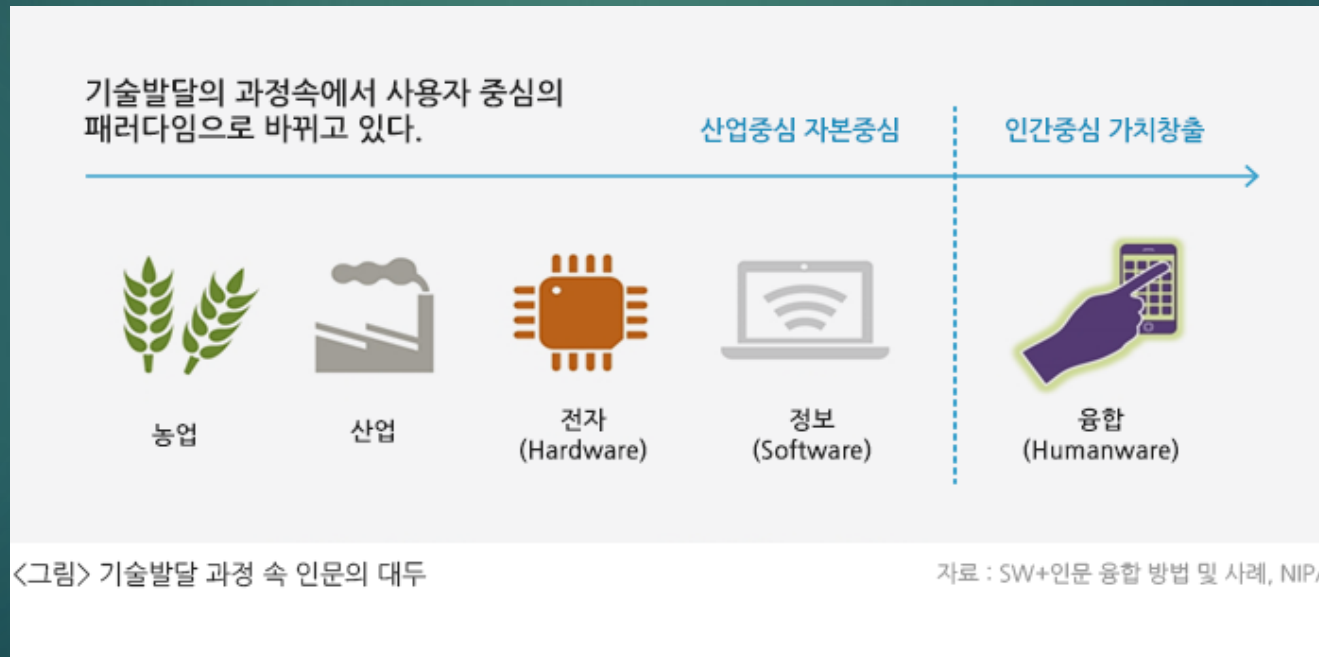 기술발달의 과정속에서 사용자 중심의
패러다임으로 바뀌고 있다.
산업중심 자본중심
인간중심 가치창출
농업
산업
전자
(Hardware)
정보
(Software)
융합
(Humanware)
<그림> 기술발달 과정 속 인문의 대두
자료 : SW+인문 융합 방법 및 사례, NIPA